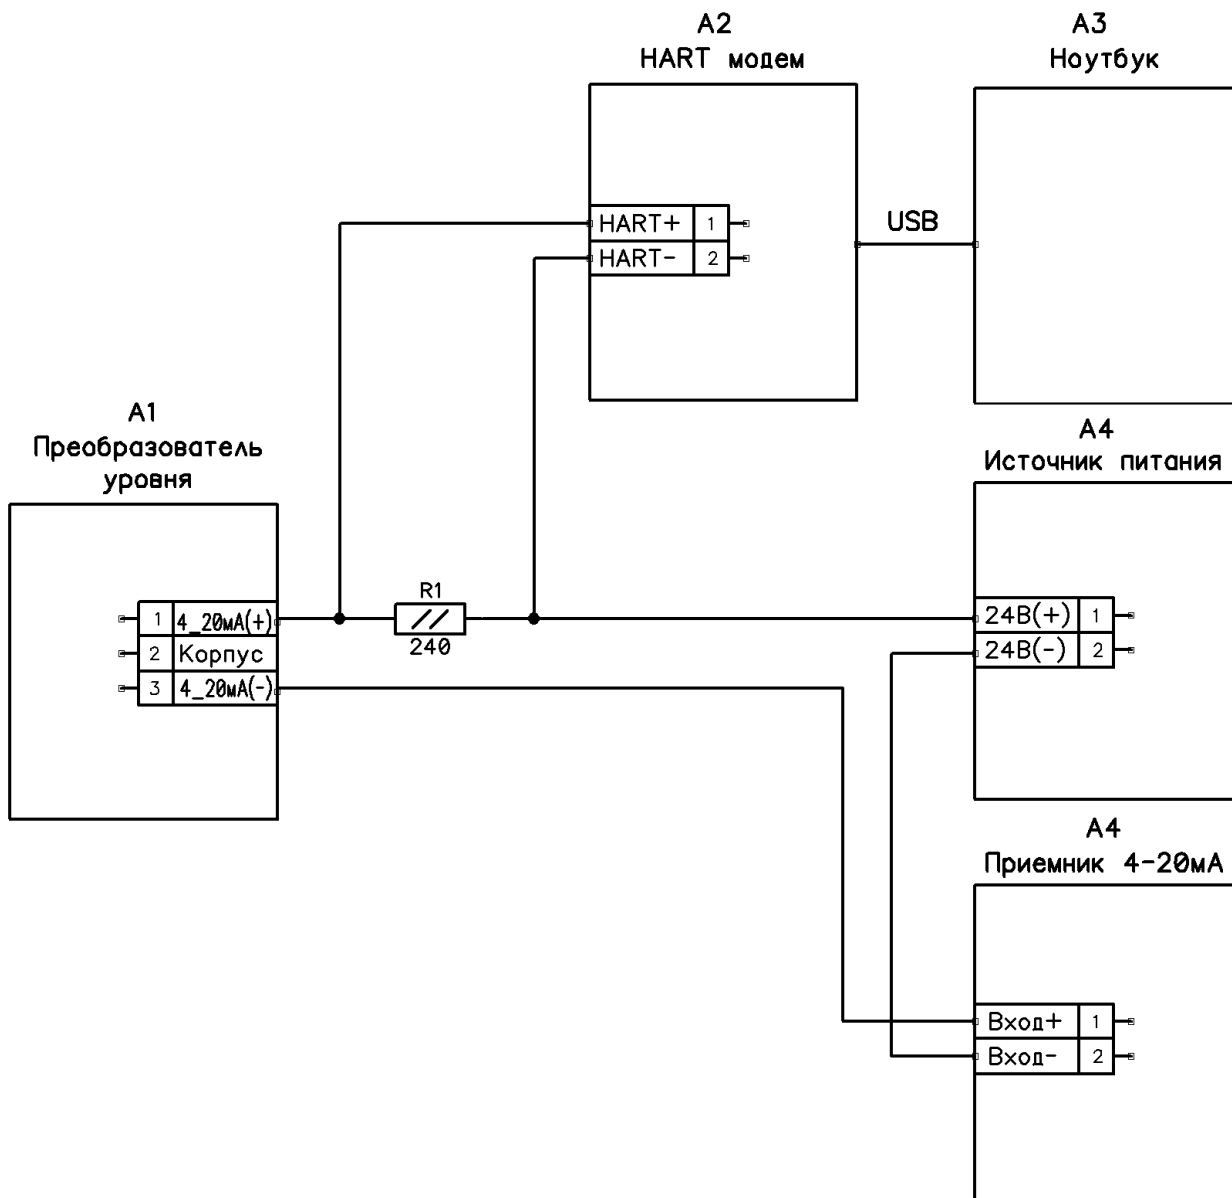 A2
HART модем
A3
Ноутбук
HART+ 1
HART- 2
USB
A1
Преобразователь
уровня
A4
Источник питания
R1
240
1 4_20мА(+)
2 Корпус
3 4_20мА(-)
24В(+) 1
24В(-) 2
A4
Приемник 4-20мА
Вход+ 1
Вход- 2